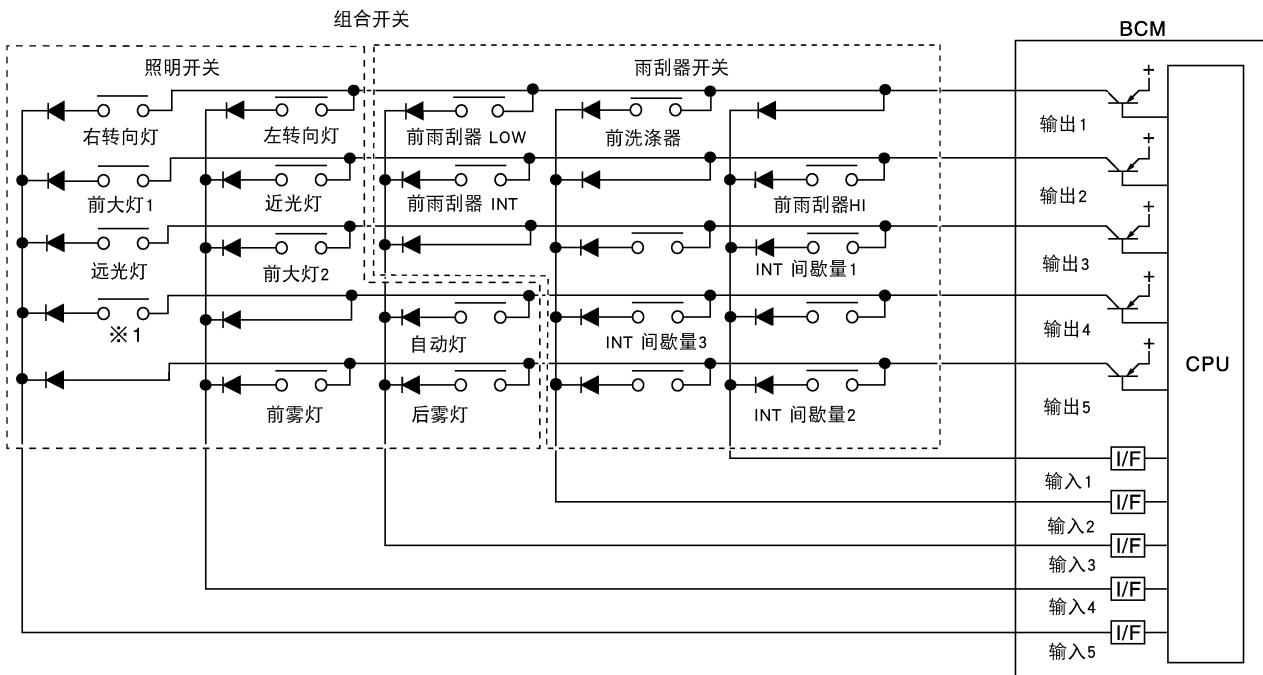 组合开关
BCM
照明开关
雨刮器开关
+
右转向灯
左转向灯
前雨刮器 LOW
前洗涤器
输出1
+
前大灯1
近光灯
前雨刮器 INT
前雨刮器HI
输出2
+
远光灯
前大灯2
INT 间歇量1
输出3
+
※1
自动灯
INT 间歇量3
输出4
+
CPU
前雾灯
后雾灯
INT 间歇量2
输出5
I/F
输入1
I/F
输入2
I/F
输入3
I/F
输入4
I/F
输入5